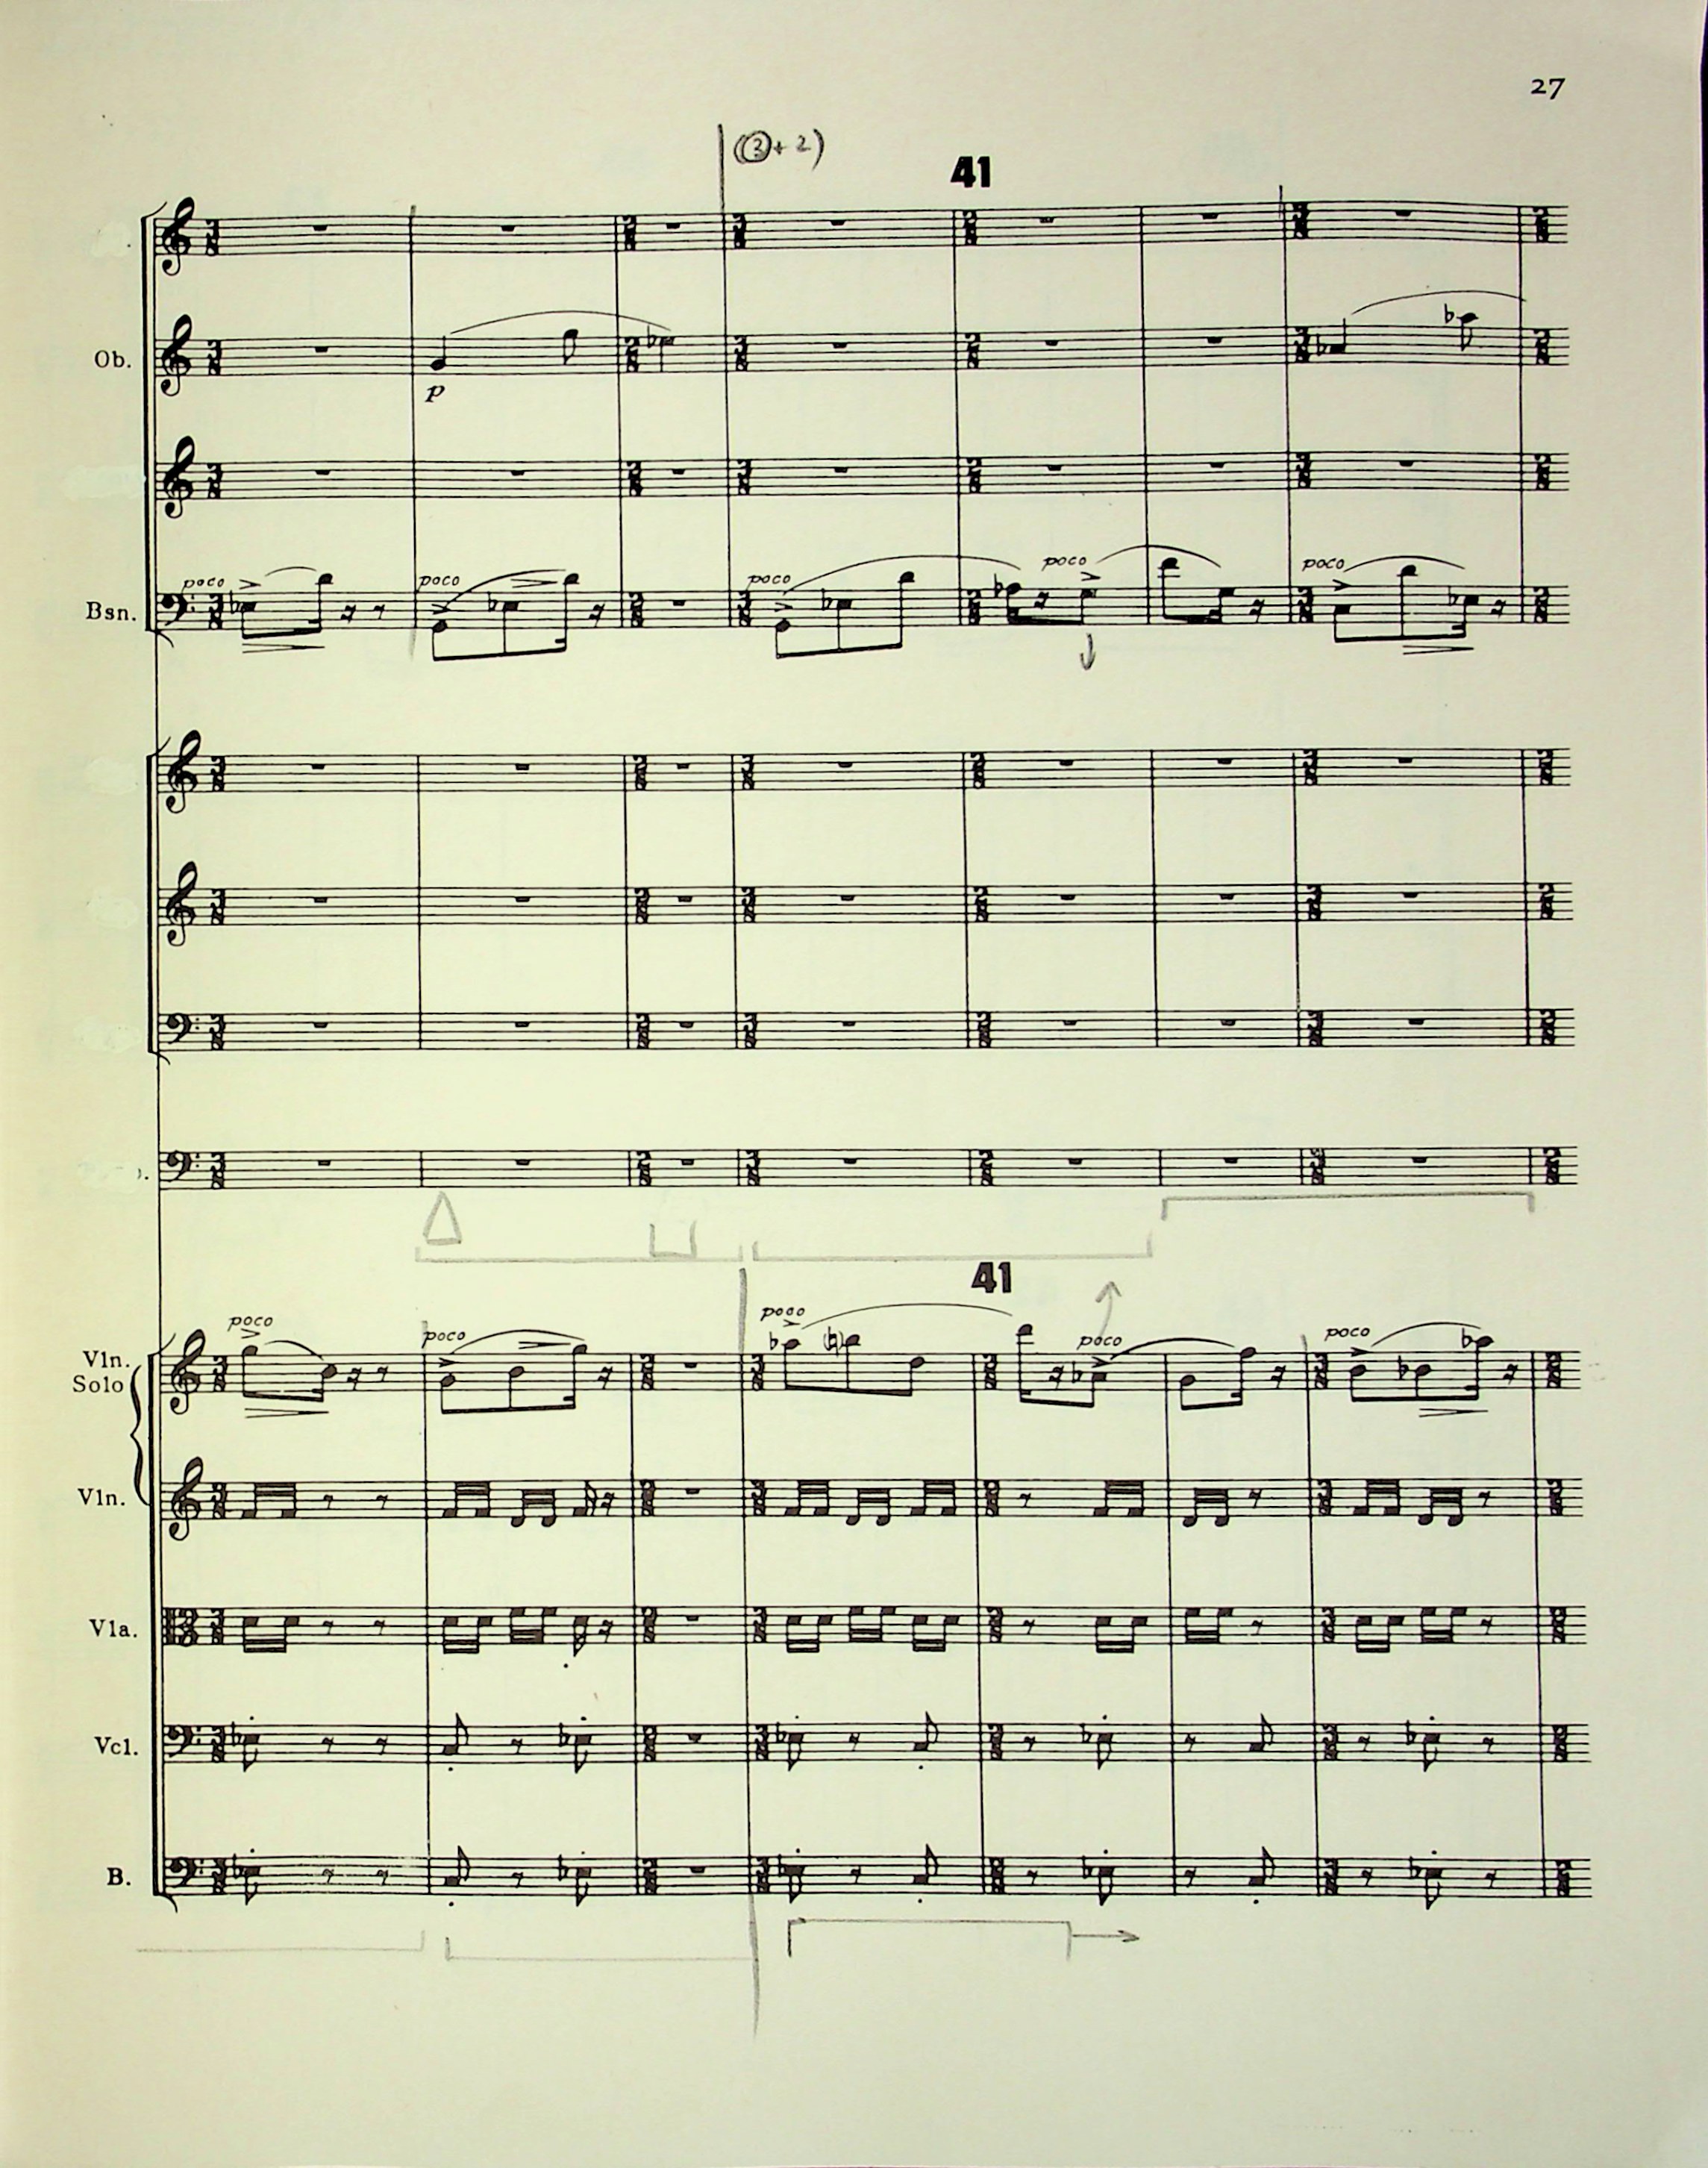 27
(3+2)
41
Ob.
p
poco poco poco poco poco
Bsn.
41
poco poco poco poco poco
Vln.
Solo
Vln.
Vla.
Vcl.
B.